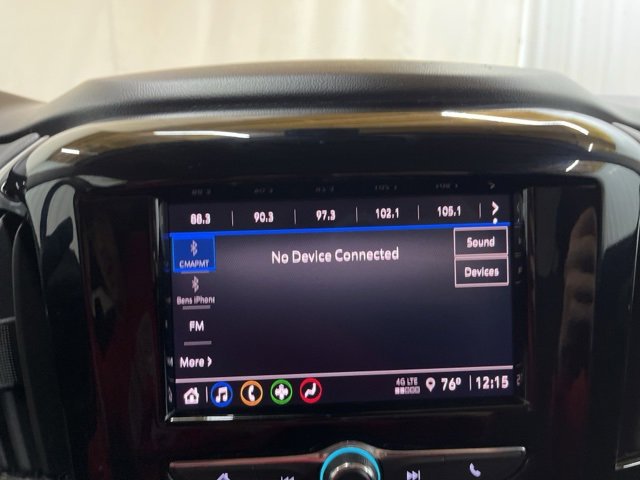 88.3 | 90.3 | 97.3 | 102.1 | 105.1
CMAPMT
No Device Connected
Sound
Devices
Bens iPhone
FM
More
4G LTE
76°
12:15